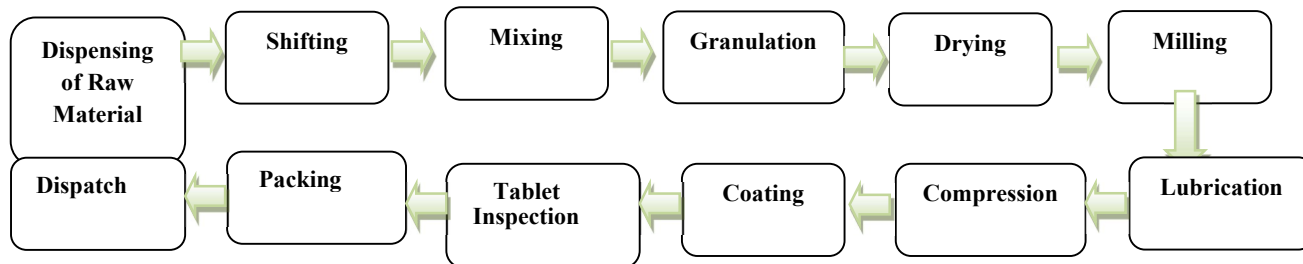 Dispensing
of Raw
Material
Shifting
Mixing
Granulation
Drying
Milling
Lubrication
Compression
Coating
Tablet
Inspection
Packing
Dispatch